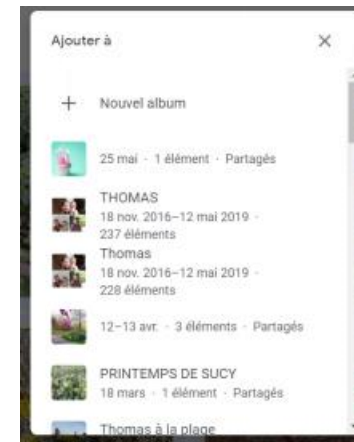 Ajouter à
Nouvel album
25 mai · 1 élément · Partagés
THOMAS
18 nov. 2016–12 mai 2019 ·
237 éléments
Thomas
18 nov. 2016–12 mai 2019 ·
228 éléments
12–13 avr. · 3 éléments · Partagés
PRINTEMPS DE SUCY
18 mars · 1 élément · Partagés
Thomas à la plage